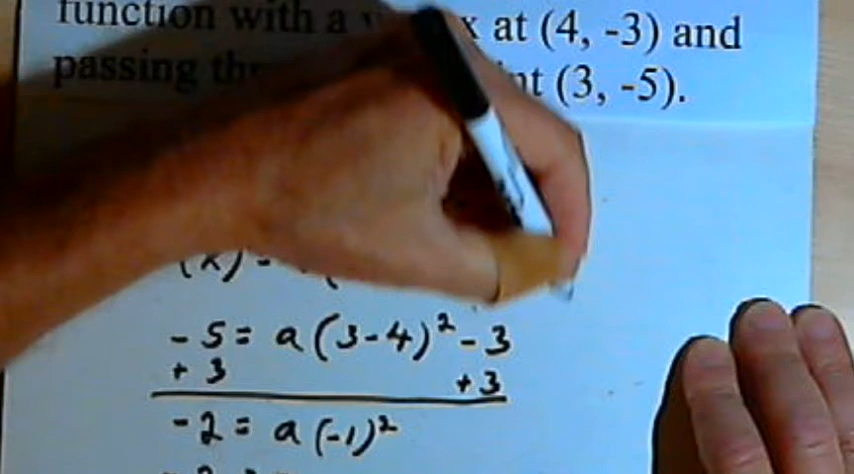 function with a at (4, -3) and
passing (3, -5).
(x) =
-5 = a(3-4)² - 3
+ 3 +3
-2 = a(-1)²